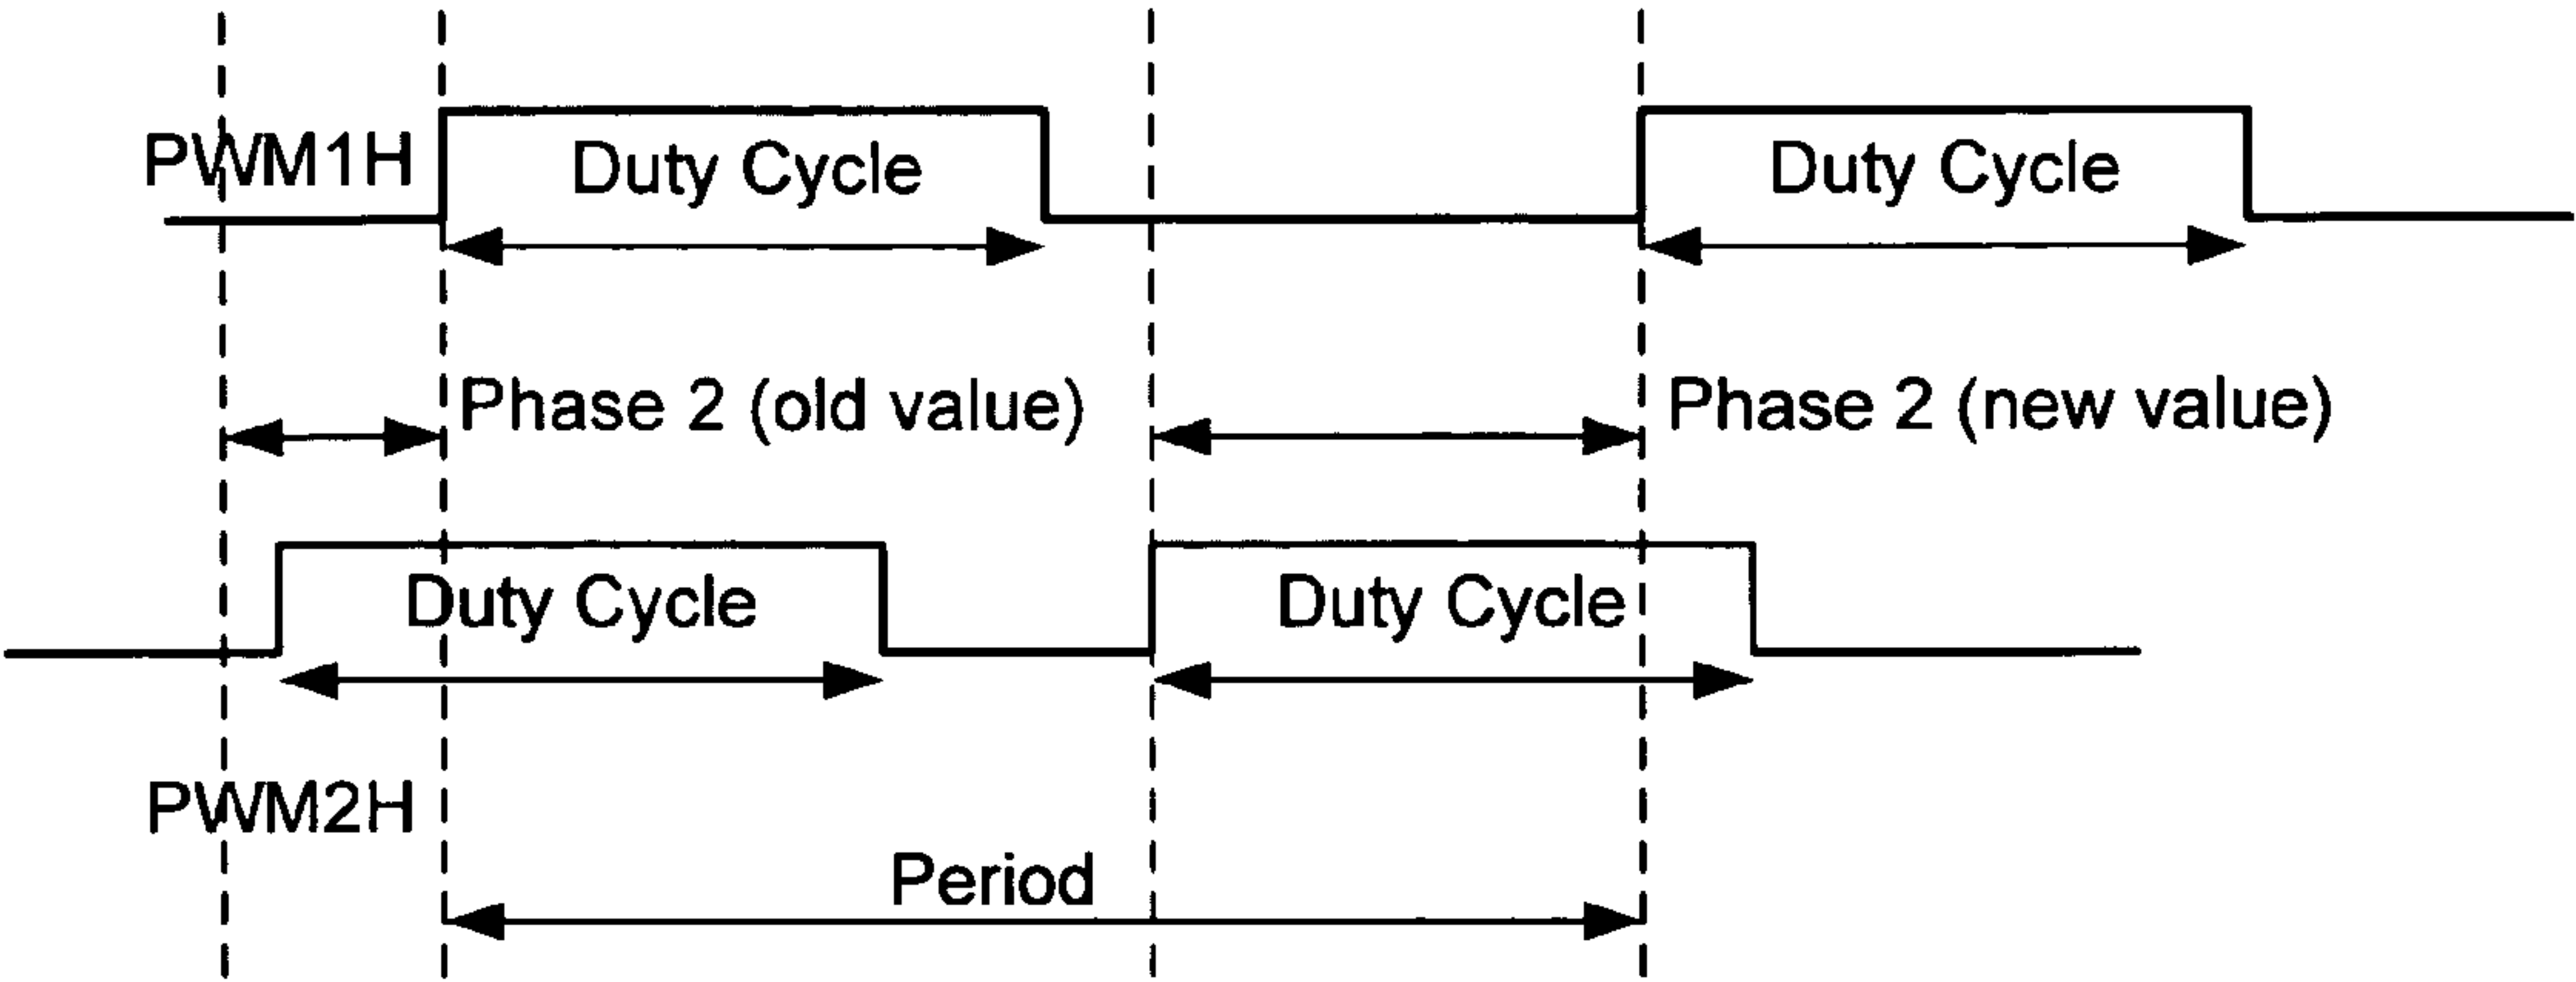 PWM1H
Duty Cycle
Duty Cycle
Phase 2 (old value)
Phase 2 (new value)
Duty Cycle
Duty Cycle
PWM2H
Period